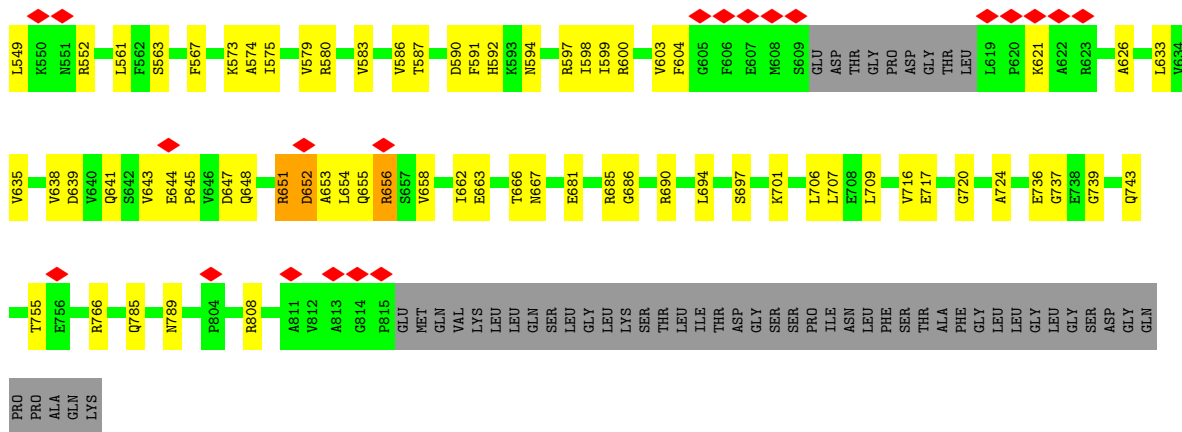 L549 K550 N551 R552 L561 F562 S563 F567 K573 A574 I575 V579 R580 V583 V586 T587 D590 F591 H592 K593 N594 R597 I598 I599 R600 V603 F604 G605 F606 E607 M608 S609 GLU ASP THR GLY PRO ASP GLY THR LEU L619 P620 K621 A622 R623 A626 L633 V634
V635 V638 D639 V640 Q641 S642 V643 E644 P645 V646 D647 Q648 R651 D652 A653 L654 Q655 R656 S657 V658 I662 E663 T666 N667 E681 R685 G686 R690 L694 S697 K701 L706 L707 E708 L709 V716 E717 G720 A724 E736 G737 E738 G739 Q743
T755 E756 R766 Q785 N789 P804 R808 A811 V812 A813 G814 P815 GLU MET GLN VAL LYS LEU LEU GLN SER LEU GLY LEU LYS SER THR LEU ILE THR ASP GLY SER SER PRO ILE ASN LEU PHE SER THR ALA PHE GLY LEU LEU GLY LEU GLY SER ASP GLY GLN
PRO PRO ALA GLN LYS